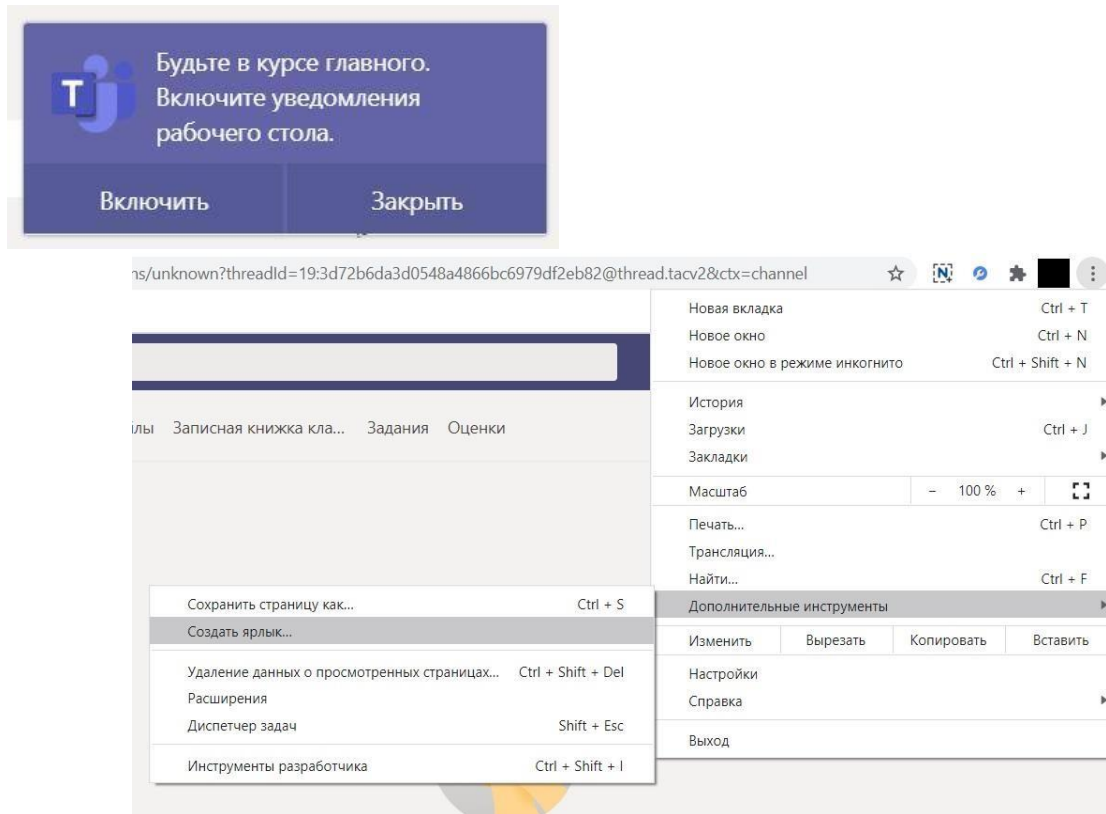 Будьте в курсе главного.
Включите уведомления
рабочего стола.
T
Включить Закрыть
ns/unknown?threadId=19:3d72b6da3d0548a4866bc6979df2eb82@thread.tacv2&ctx=channel
N
Новая вкладка Ctrl + T
Новое окно Ctrl + N
Новое окно в режиме инкогнито Ctrl + Shift + N
История
лы Записная книжка кла... Задания Оценки
Загрузки Ctrl + J
Закладки
Масштаб - 100 % +
Печать... Ctrl + P
Трансляция...
Найти... Ctrl + F
Дополнительные инструменты
Изменить Вырезать Копировать Вставить
Настройки
Справка
Выход
Сохранить страницу как... Ctrl + S
Создать ярлык...
Удаление данных о просмотренных страницах... Ctrl + Shift + Del
Расширения
Диспетчер задач Shift + Esc
Инструменты разработчика Ctrl + Shift + I